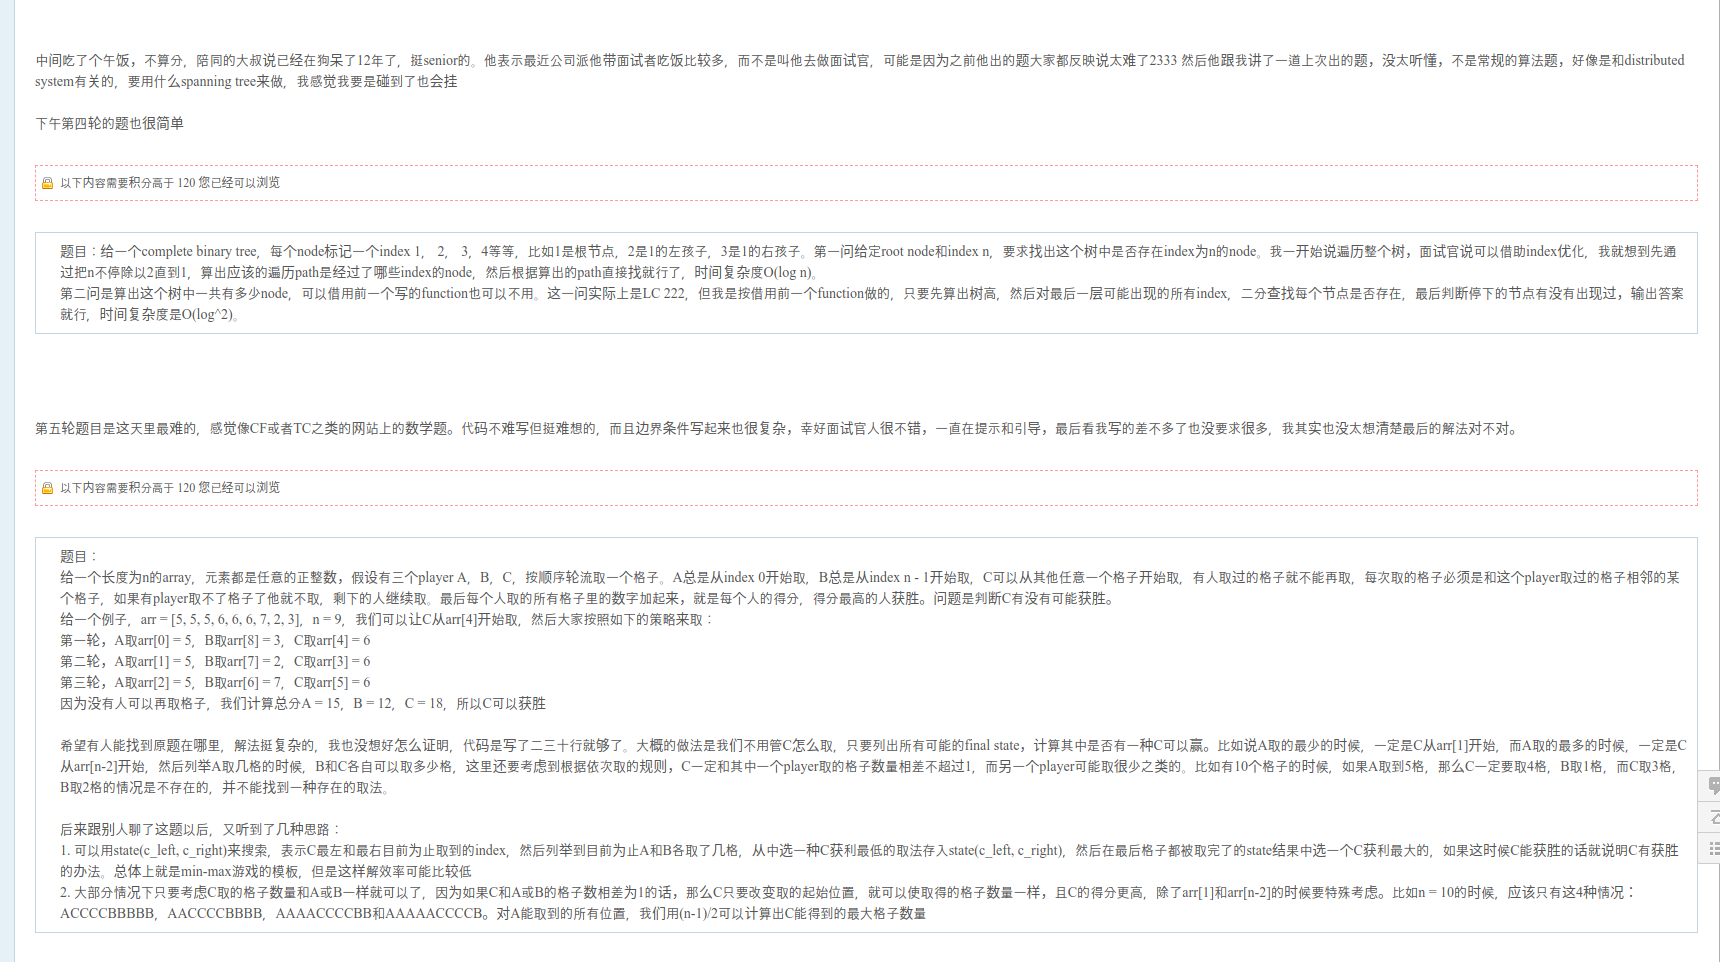 中间吃了个午饭，不算分，陪同的大叔说已经在狗呆了12年了，挺senior的。他表示最近公司派他带面试者吃饭比较多，而不是叫他去做面试官，可能是因为之前他出的题大家都反映说太难了2333 然后他跟我讲了一道上次出的题，没太听懂，不是常规的算法题，好像是和distributed
system有关的，要用什么spanning tree来做，我感觉我要是碰到了也会挂
下午第四轮的题也很简单
以下内容需要积分高于 120 您已经可以浏览
题目：给一个complete binary tree，每个node标记一个index 1， 2， 3，4等等，比如1是根节点，2是1的左孩子，3是1的右孩子。第一问给定root node和index n，要求找出这个树中是否存在index为n的node。我一开始说遍历整个树，面试官说可以借助index优化，我就想到先通
过把n不停除以2直到1，算出应该的遍历path是经过了哪些index的node，然后根据算出的path直接找就行了，时间复杂度O(log n)。
第二问是算出这个树中一共有多少node，可以借用前一个写的function也可以不用。这一问实际上是LC 222，但我是按借用前一个function做的，只要先算出树高，然后对最后一层可能出现的所有index，二分查找每个节点是否存在，最后判断停下的节点有没有出现过，输出答案
就行，时间复杂度是O(log^2)。
第五轮题目是这天里最难的，感觉像CF或者TC之类的网站上的数学题。代码不难写但挺难想的，而且边界条件写起来也很复杂，幸好面试官人很不错，一直在提示和引导，最后看我写的差不多了也没要求很多，我其实也没太想清楚最后的解法对不对。
以下内容需要积分高于 120 您已经可以浏览
题目：
给一个长度为n的array，元素都是任意的正整数，假设有三个player A，B，C，按顺序轮流取一个格子。A总是从index 0开始取，B总是从index n - 1开始取，C可以从其他任意一个格子开始取，有人取过的格子就不能再取，每次取的格子必须是和这个player取过的格子相邻的某
个格子，如果有player取不了格子了他就不取，剩下的人继续取。最后每个人取的所有格子里的数字加起来，就是每个人的得分，得分最高的人获胜。问题是判断C有没有可能获胜。
给一个例子，arr = [5, 5, 5, 6, 6, 6, 7, 2, 3]，n = 9，我们可以让C从arr[4]开始取，然后大家按照如下的策略来取：
第一轮，A取arr[0] = 5，B取arr[8] = 3，C取arr[4] = 6
第二轮，A取arr[1] = 5，B取arr[7] = 2，C取arr[3] = 6
第三轮，A取arr[2] = 5，B取arr[6] = 7，C取arr[5] = 6
因为没有人可以再取格子，我们计算总分A = 15，B = 12，C = 18，所以C可以获胜
希望有人能找到原题在哪里，解法挺复杂的，我也没想好怎么证明，代码是写了二三十行就够了。大概的做法是我们不用管C怎么取，只要列出所有可能的final state，计算其中是否有一种C可以赢。比如说A取的最少的时候，一定是C从arr[1]开始，而A取的最多的时候，一定是C
从arr[n-2]开始，然后列举A取几格的时候，B和C各自可以取多少格，这里还要考虑到根据依次取的规则，C一定和其中一个player取的格子数量相差不超过1，而另一个player可能取很少之类的。比如有10个格子的时候，如果A取到5格，那么C一定要取4格，B取1格，而C取3格，
B取2格的情况是不存在的，并不能找到一种存在的取法。
后来跟别人聊了这题以后，又听到了几种思路：
1. 可以用state(c_left, c_right)来搜索，表示C最左和最右目前为止取到的index，然后列举到目前为止A和B各取了几格，从中选一种C获利最低的取法存入state(c_left, c_right)，然后在最后格子都被取完了的state结果中选一个C获利最大的，如果这时候C能获胜的话就说明C有获胜
的办法。总体上就是min-max游戏的模板，但是这样解效率可能比较低
2. 大部分情况下只要考虑C取的格子数量和A或B一样就可以了，因为如果C和A或B的格子数相差为1的话，那么C只要改变取的起始位置，就可以使取得的格子数量一样，且C的得分更高，除了arr[1]和arr[n-2]的时候要特殊考虑。比如n = 10的时候，应该只有这4种情况：
ACCCCBBBBB，AACCCCBBBB，AAAACCCCBB和AAAAACCCCB。对A能取到的所有位置，我们用(n-1)/2可以计算出C能得到的最大格子数量